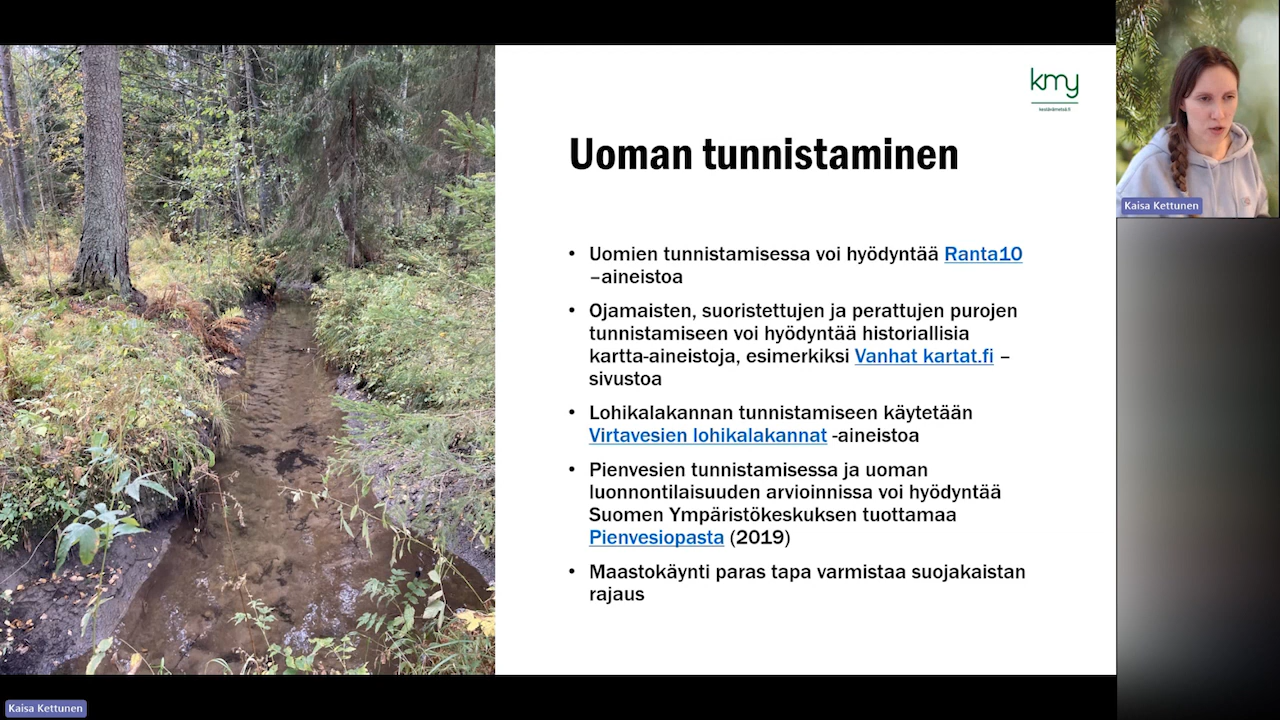 kmy
kestävämetsä.fi
Uoman tunnistaminen
• Uomien tunnistamisessa voi hyödyntää Ranta10
–aineistoa
• Ojamaisten, suoristettujen ja perattujen purojen
tunnistamiseen voi hyödyntää historiallisia
kartta-aineistoja, esimerkiksi Vanhat kartat.fi –
sivustoa
• Lohikalakannan tunnistamiseen käytetään
Virtavesien lohikalakannat -aineistoa
• Pienvesien tunnistamisessa ja uoman
luonnontilaisuuden arvioinnissa voi hyödyntää
Suomen Ympäristökeskuksen tuottamaa
Pienvesiopasta (2019)
• Maastokäynti paras tapa varmistaa suojakaistan
rajaus
Kaisa Kettunen
Kaisa Kettunen